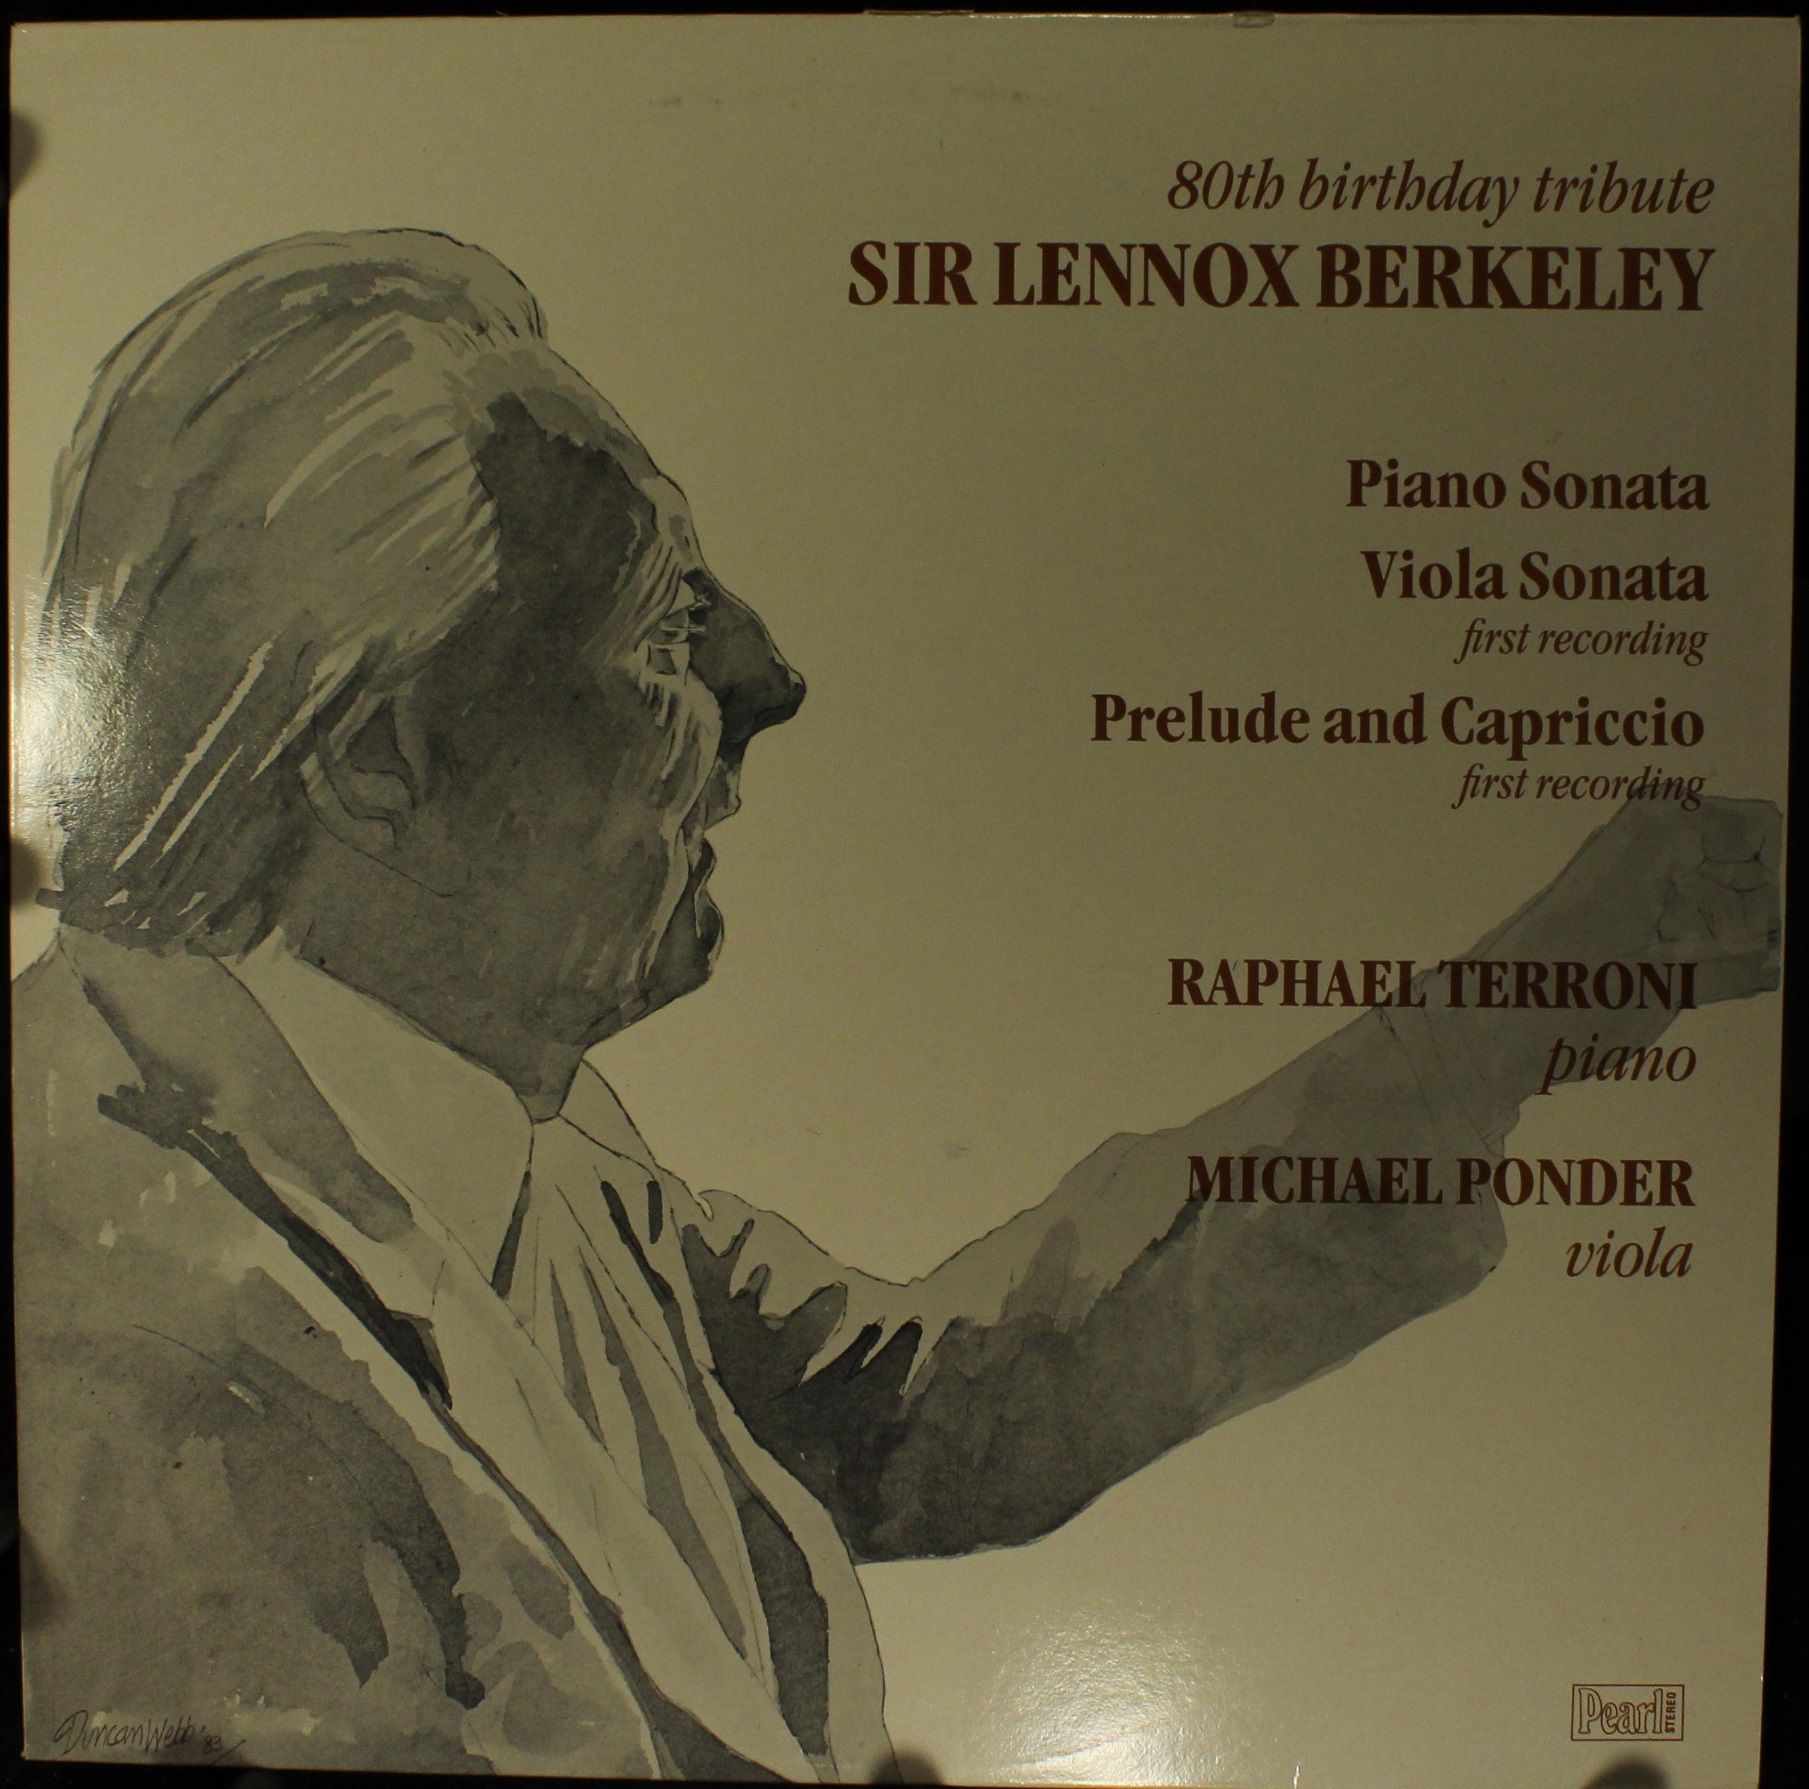 80th birthday tribute
SIR LENNOX BERKELEY
Piano Sonata
Viola Sonata
first recording
Prelude and Capriccio
first recording
RAPHAEL TERRONI
piano
MICHAEL PONDER
viola
Duncan Webb '83
Pearl STEREO